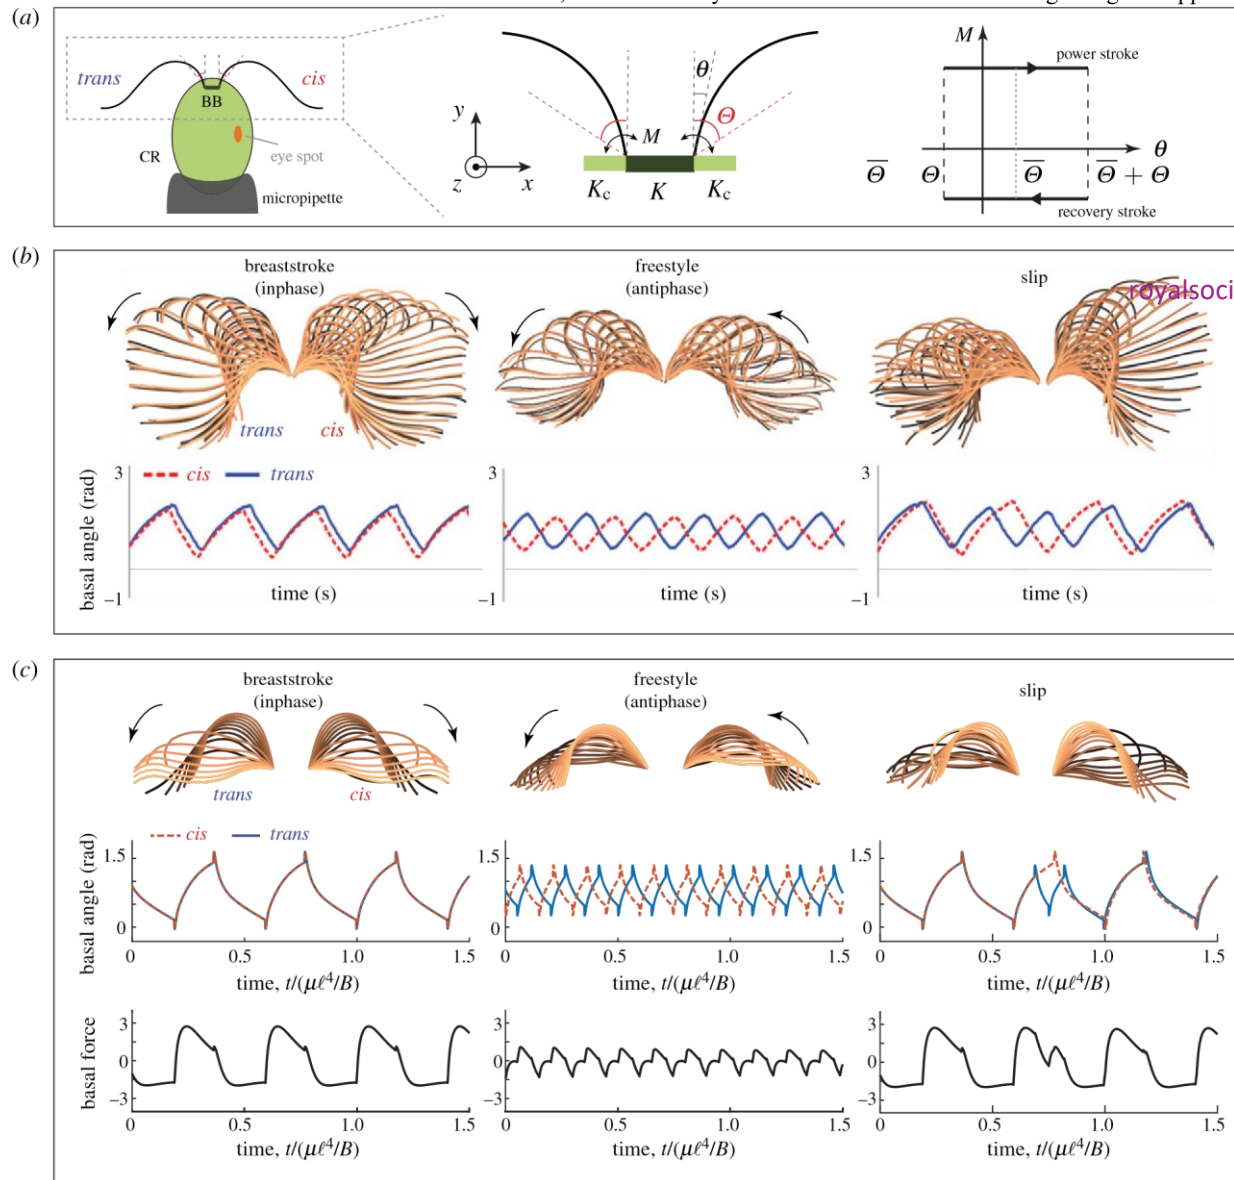 (a)
trans
cis
BB
CR
eye spot
micropipette
y
z
x
θ
Θ
M
K_c
K
K_c
M
power stroke
θ
Θ̅
Θ
Θ̅
Θ̅ + Θ
recovery stroke
(b)
breaststroke
(inphase)
freestyle
(antiphase)
slip
royalsoci
trans
cis
3
cis
trans
3
3
basal angle (rad)
–1
time (s)
–1
time (s)
–1
time (s)
(c)
breaststroke
(inphase)
freestyle
(antiphase)
slip
trans
cis
cis
trans
basal angle (rad)
1.5
0
1.5
0
1.5
0
0 0.5 1.0 1.5
0 0.5 1.0 1.5
0 0.5 1.0 1.5
time, t/(μℓ⁴/B)
time, t/(μℓ⁴/B)
time, t/(μℓ⁴/B)
basal force
3
0
–3
3
0
–3
3
0
–3
0 0.5 1.0 1.5
0 0.5 1.0 1.5
0 0.5 1.0 1.5
time, t/(μℓ⁴/B)
time, t/(μℓ⁴/B)
time, t/(μℓ⁴/B)